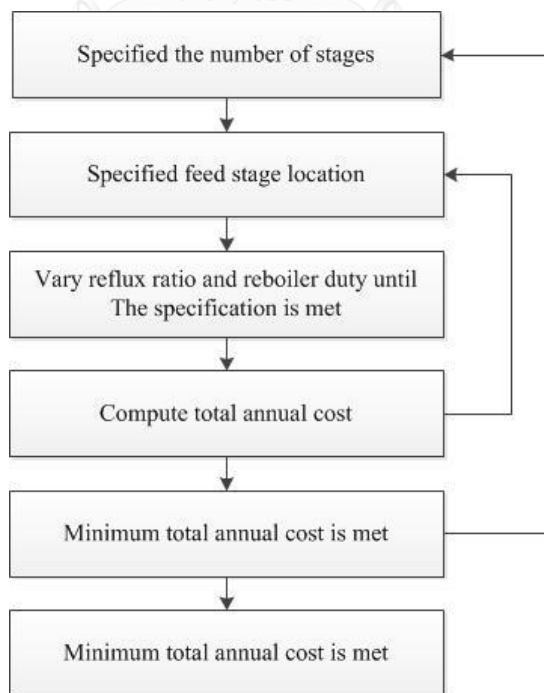 Specified the number of stages
Specified feed stage location
Vary reflux ratio and reboiler duty until
The specification is met
Compute total annual cost
Minimum total annual cost is met
Minimum total annual cost is met